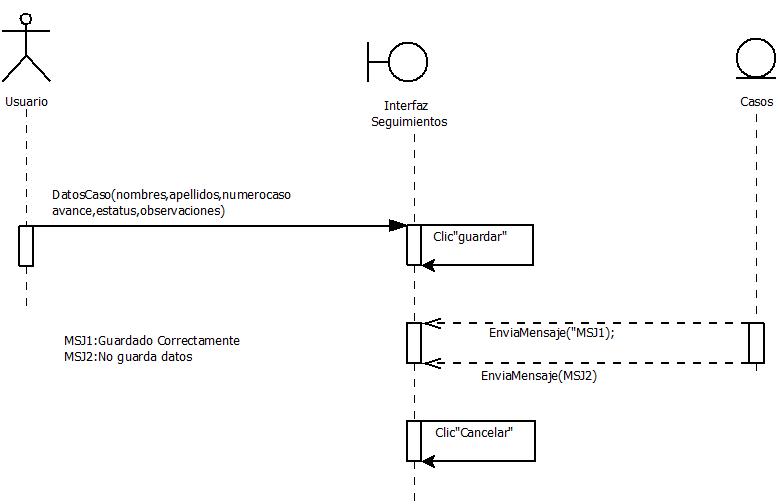 Usuario
Interfaz
Seguimientos
Casos
DatosCaso(nombres,apellidos,numerocaso
avance,estatus,observaciones)
Clic"guardar"
MSJ1:Guardado Correctamente
MSJ2:No guarda datos
EnviaMensaje("MSJ1);
EnviaMensaje(MSJ2)
Clic"Cancelar"